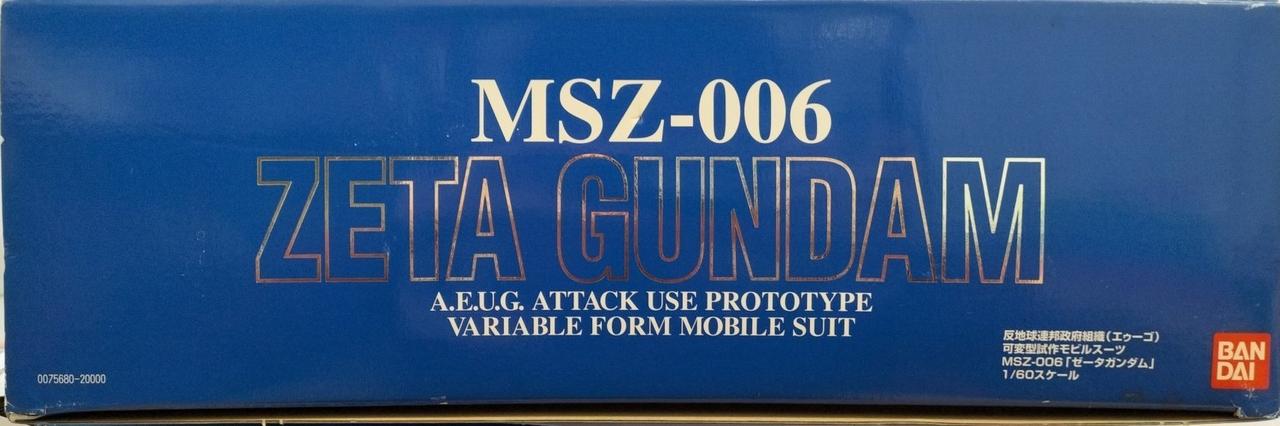 MSZ-006
ZETA GUNDAM
A.E.U.G. ATTACK USE PROTOTYPE
VARIABLE FORM MOBILE SUIT
反地球連邦政府組織(エゥーゴ)
可変型試作モビルスーツ
MSZ-006「ゼータガンダム」
1/60スケール
BAN
DAI
0075680-20000